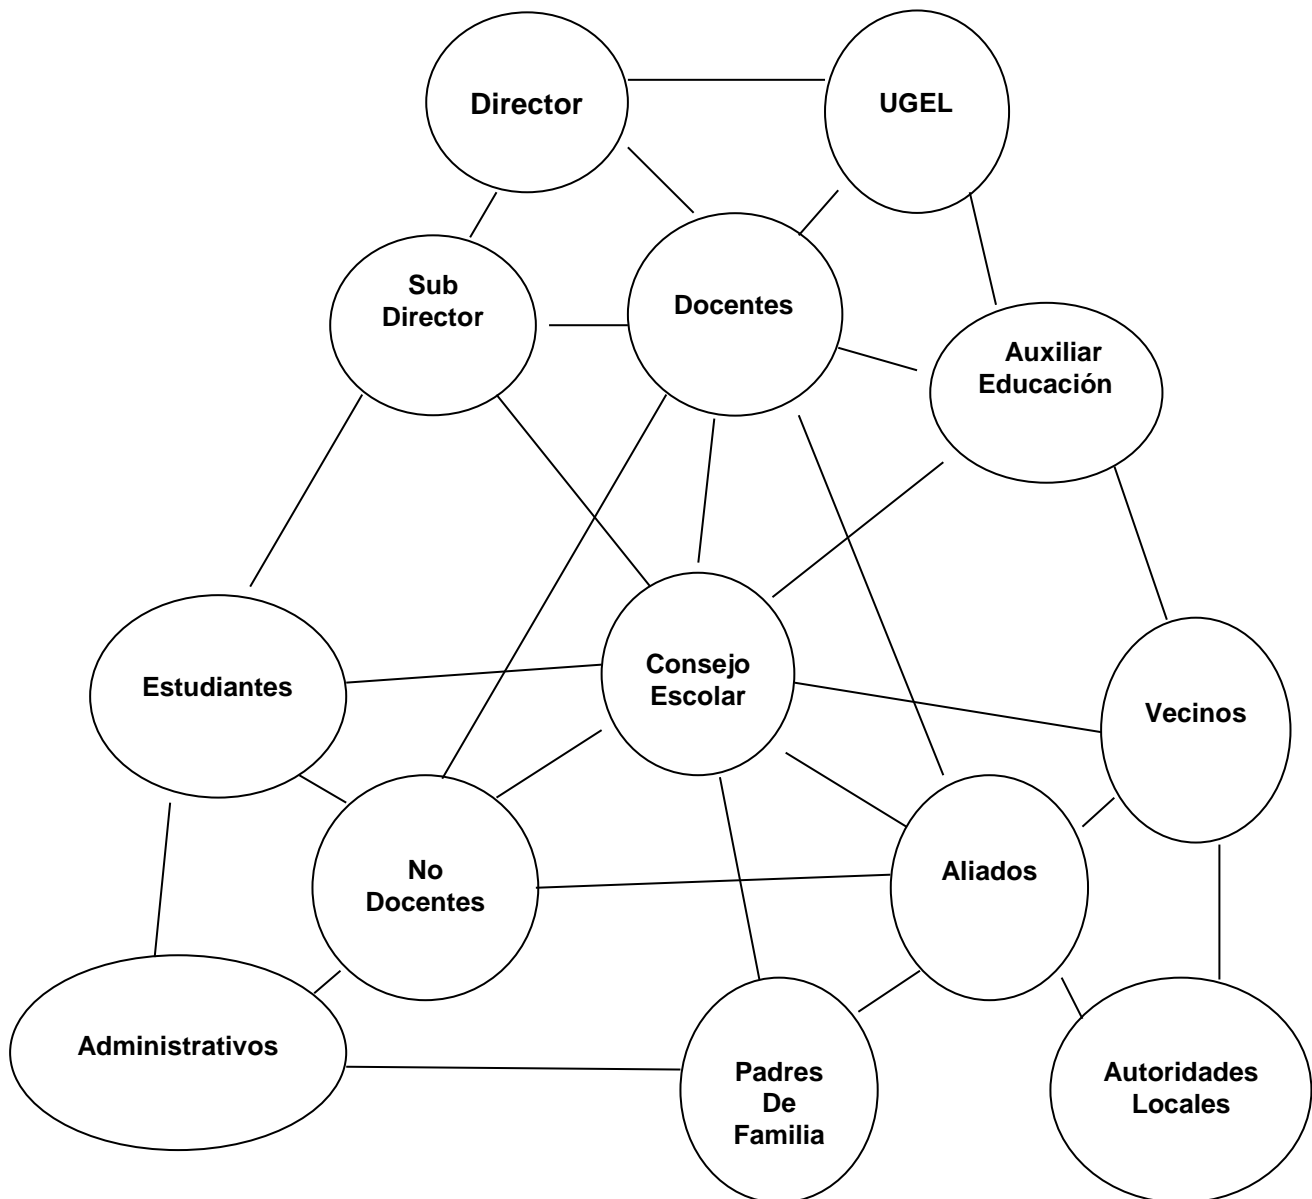 Director
UGEL
Sub
Director
Docentes
Auxiliar
Educación
Estudiantes
Consejo
Escolar
Vecinos
No
Docentes
Aliados
Administrativos
Padres
De
Familia
Autoridades
Locales